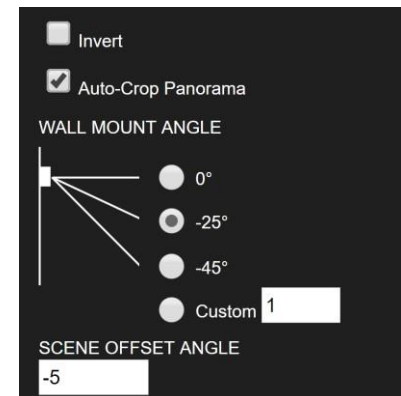 Invert
Auto-Crop Panorama
WALL MOUNT ANGLE
0°
-25°
-45°
Custom 1
SCENE OFFSET ANGLE
-5